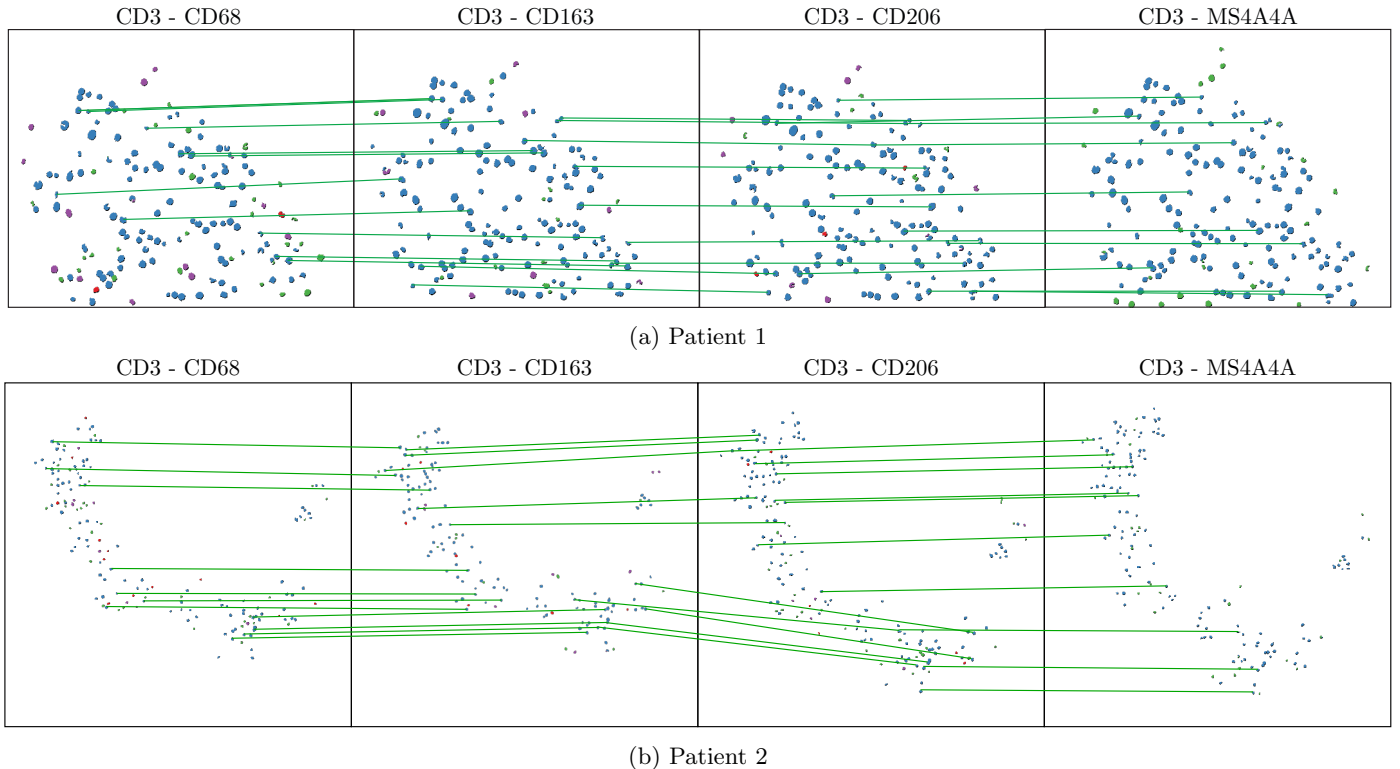 CD3 - CD68 CD3 - CD163 CD3 - CD206 CD3 - MS4A4A
(a) Patient 1
CD3 - CD68 CD3 - CD163 CD3 - CD206 CD3 - MS4A4A
(b) Patient 2